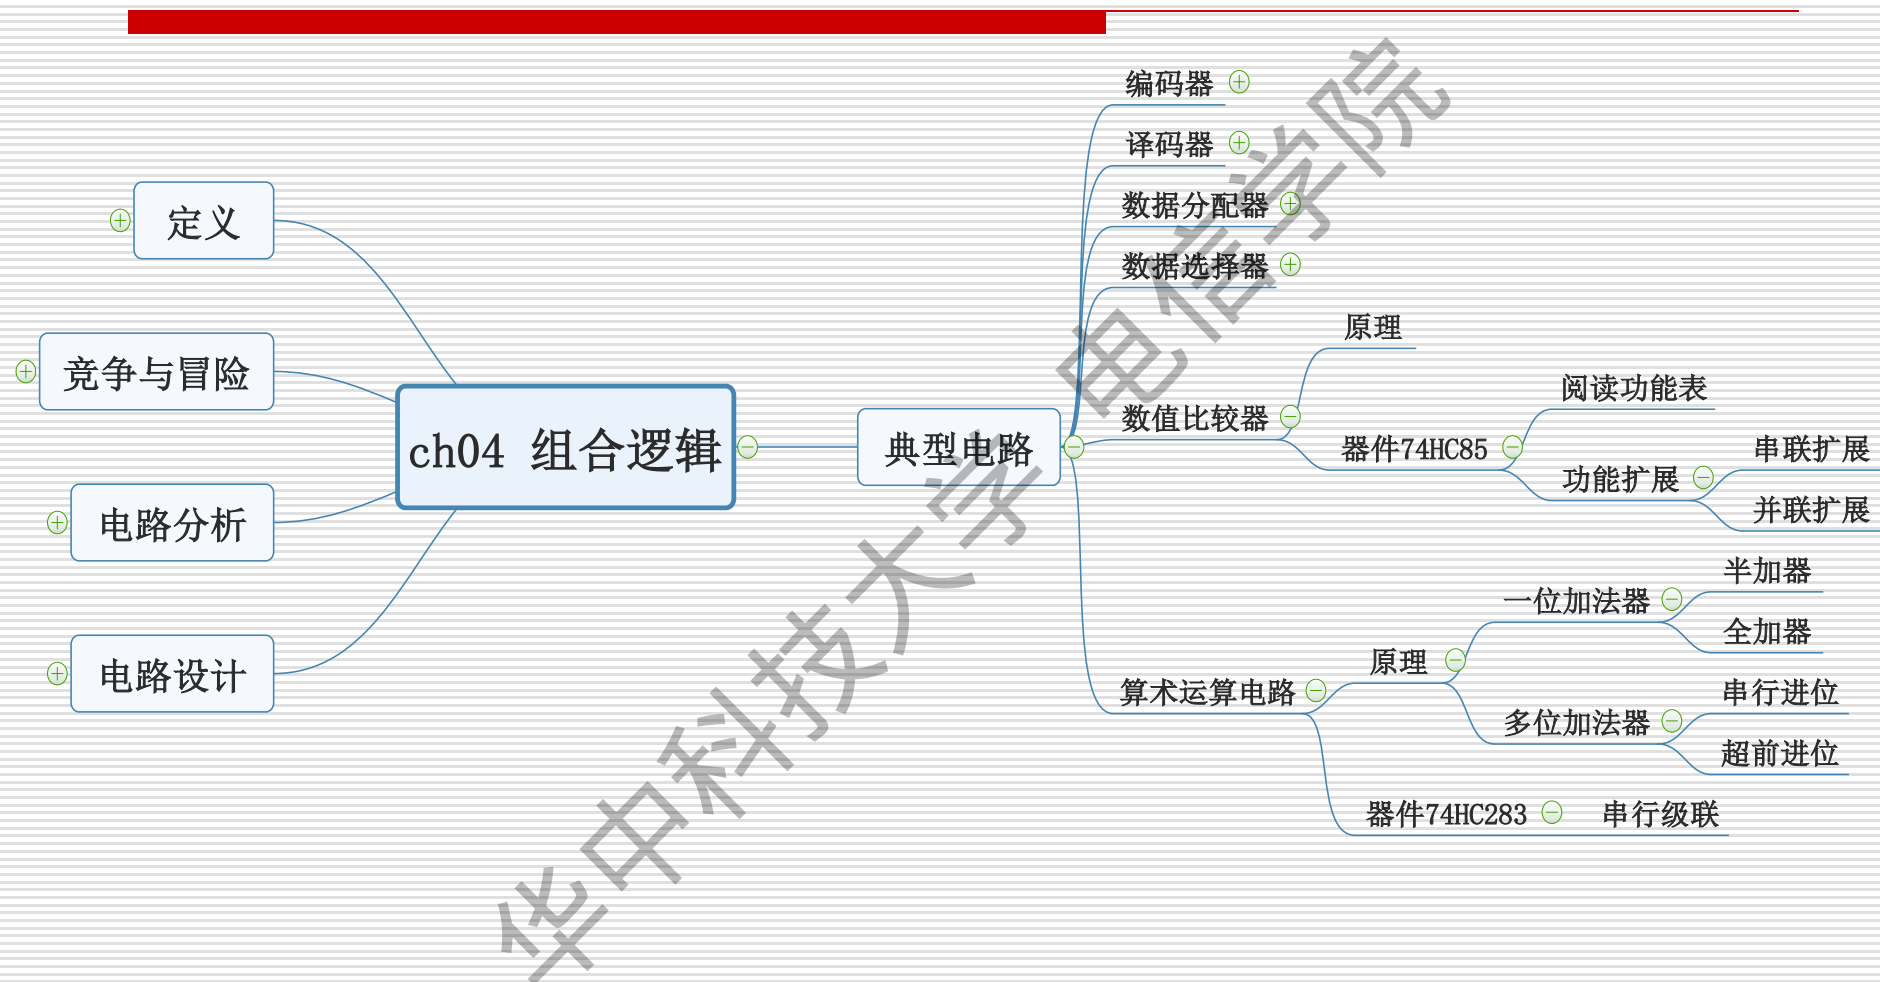 定义
竞争与冒险
电路分析
电路设计
ch04 组合逻辑
典型电路
编码器
译码器
数据分配器
数据选择器
数值比较器
原理
器件74HC85
阅读功能表
功能扩展
串联扩展
并联扩展
算术运算电路
原理
一位加法器
半加器
全加器
多位加法器
串行进位
超前进位
器件74HC283
串行级联
华中科技大学 电信学院